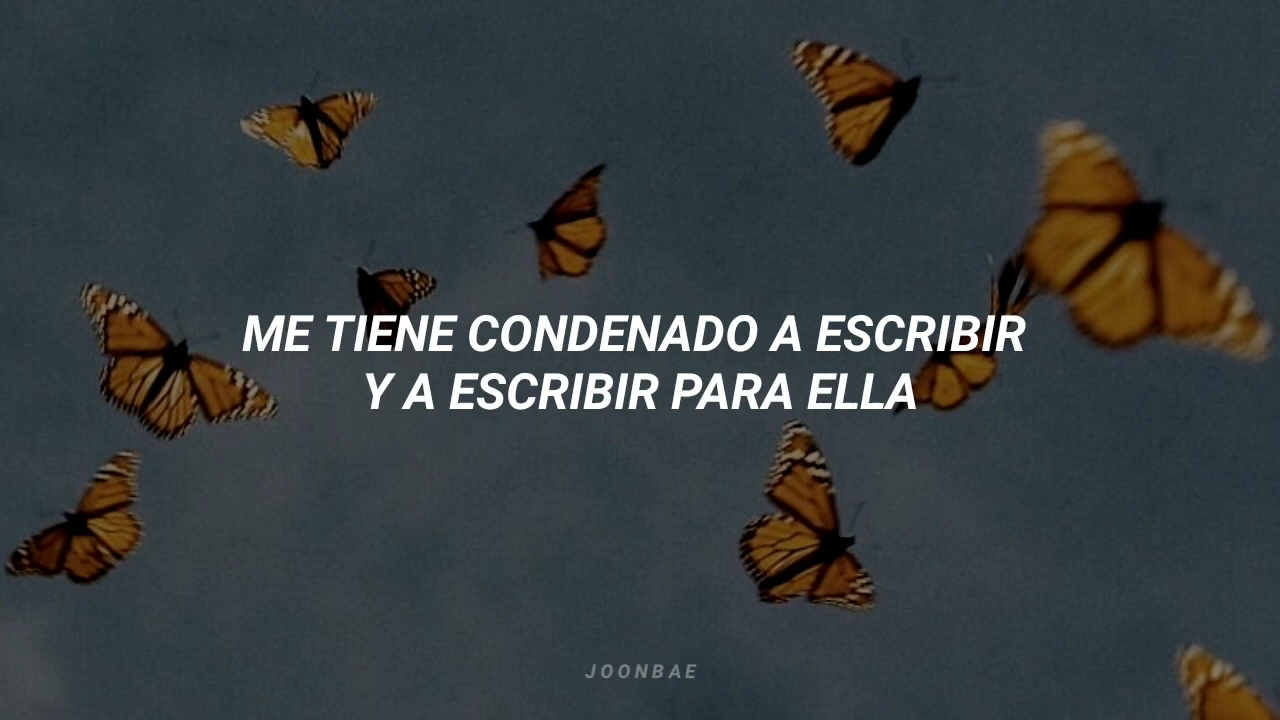 ME TIENE CONDENADO A ESCRIBIR
Y A ESCRIBIR PARA ELLA
JOONBAE